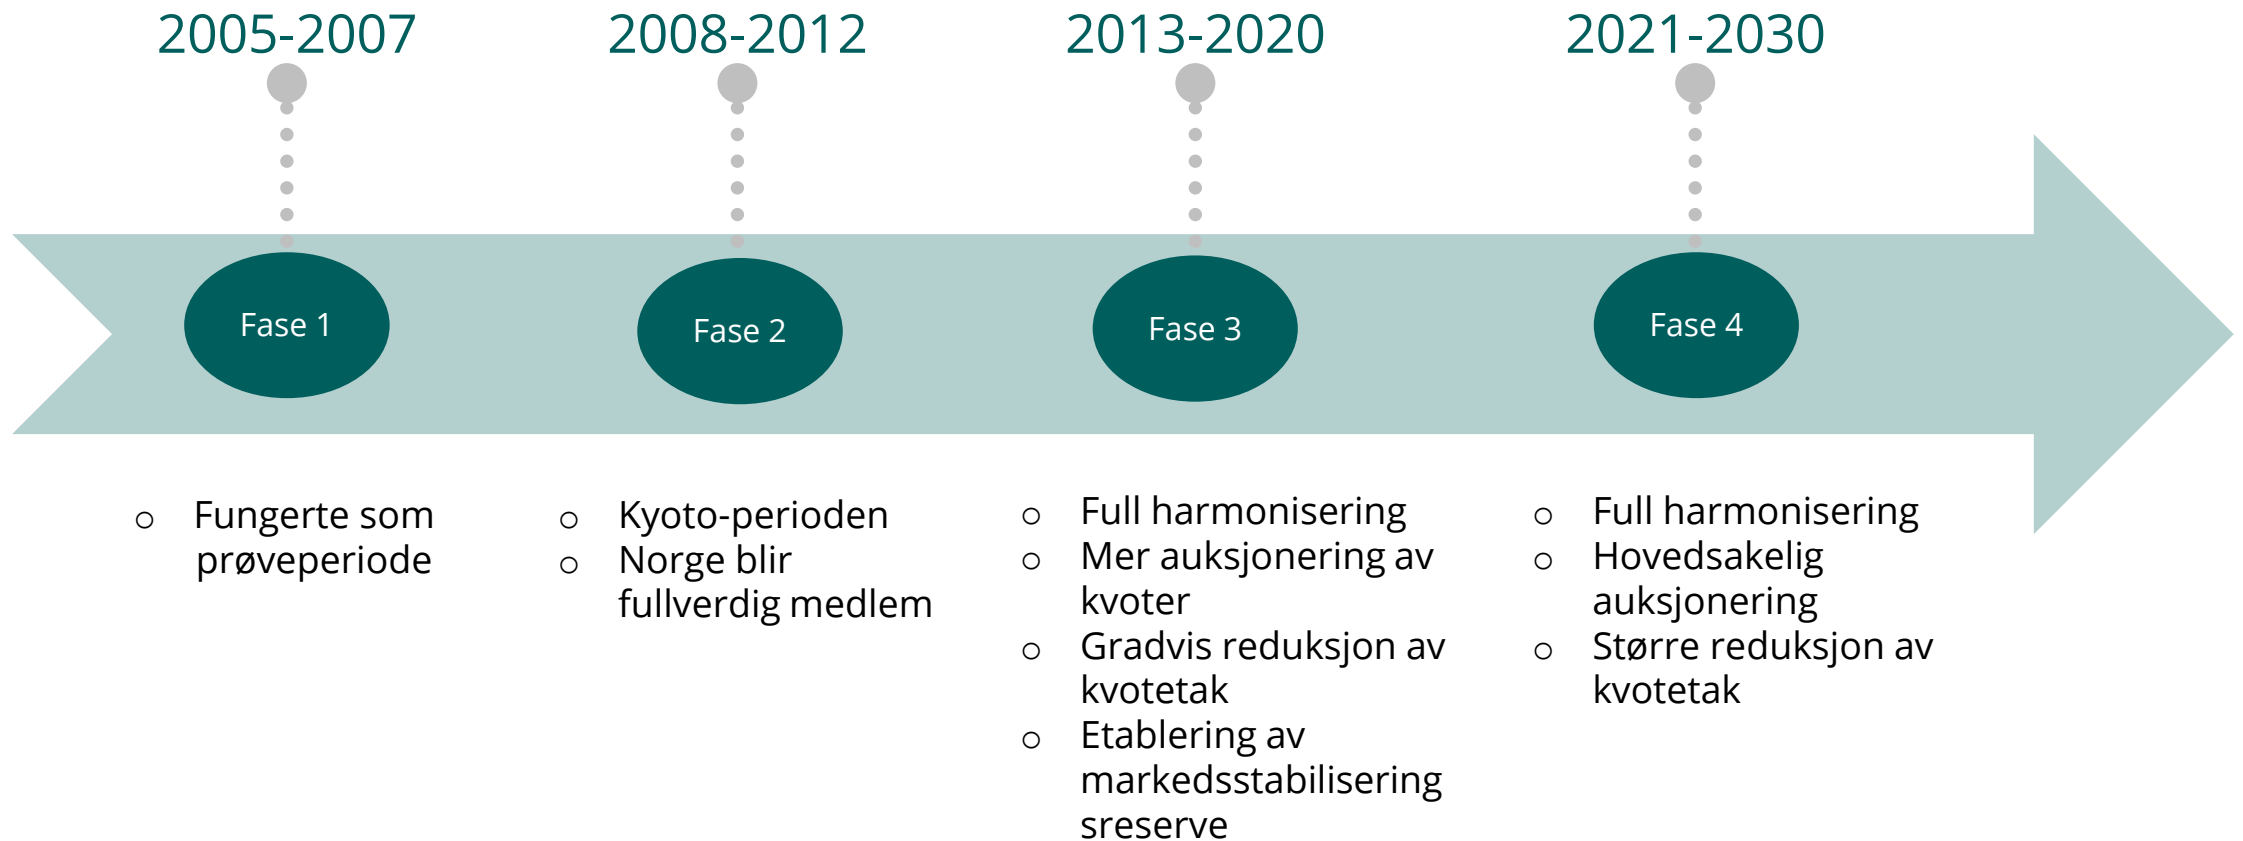 2005-2007
2008-2012
2013-2020
2021-2030
Fase 1
Fase 2
Fase 3
Fase 4
o Fungerte som
prøveperiode
o Kyoto-perioden
o Norge blir
fullverdig medlem
o Full harmonisering
o Mer auksjonering av
kvoter
o Gradvis reduksjon av
kvotetak
o Etablering av
markedsstabilisering
sreserve
o Full harmonisering
o Hovedsakelig
auksjonering
o Større reduksjon av
kvotetak